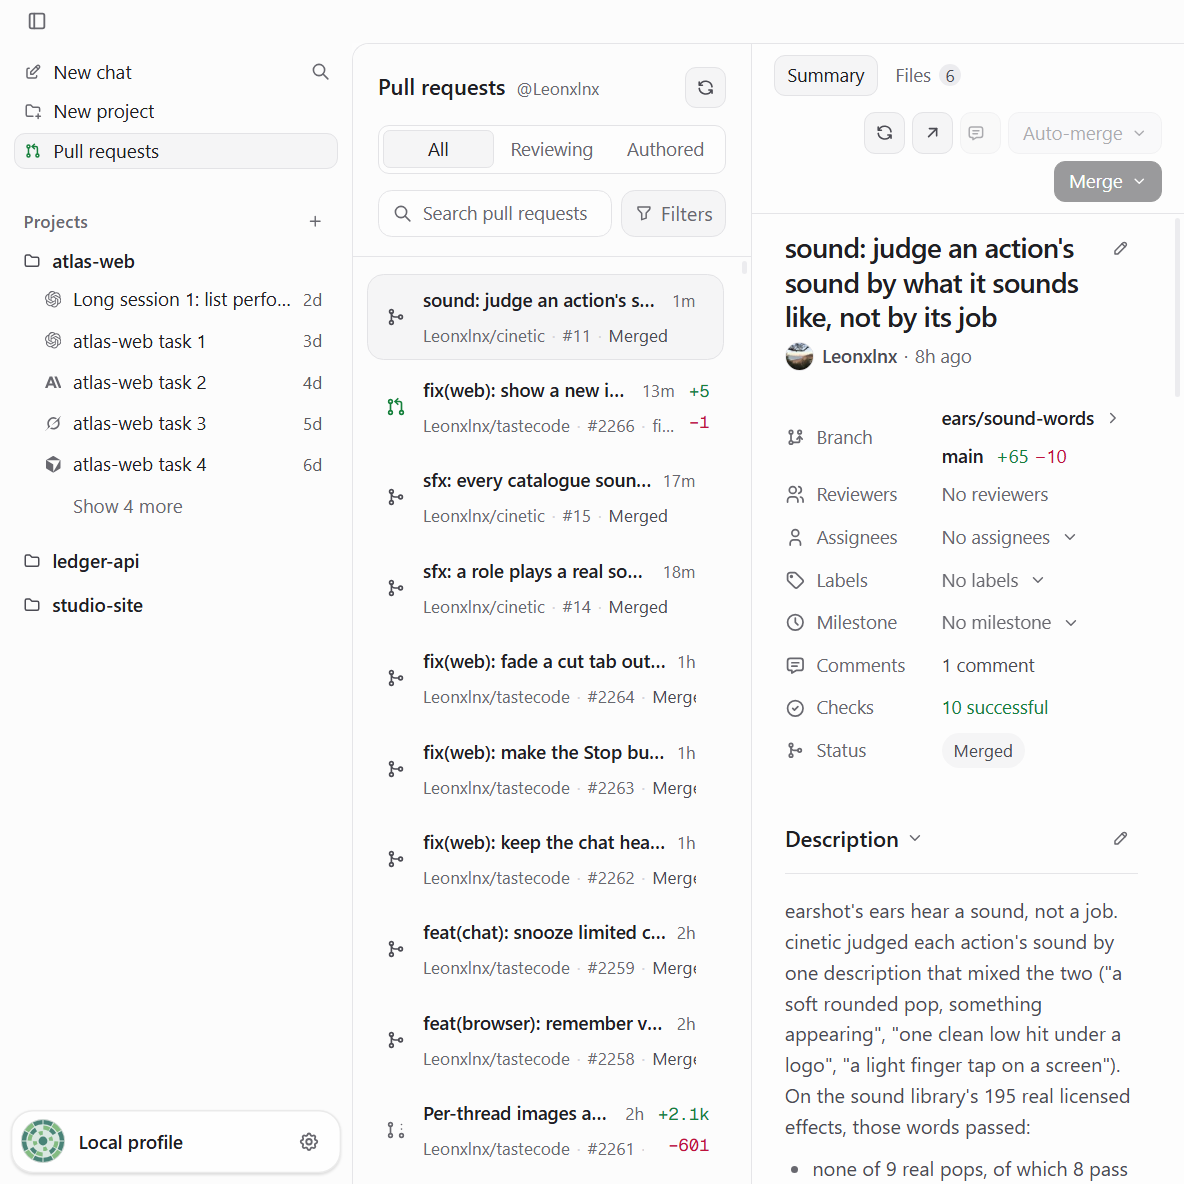 New chat
New project
Pull requests
Projects
atlas-web
Long session 1: list perfo... 2d
atlas-web task 1 3d
atlas-web task 2 4d
atlas-web task 3 5d
atlas-web task 4 6d
Show 4 more
ledger-api
studio-site
Local profile
Pull requests @Leonxlnx
All Reviewing Authored
Search pull requests Filters
sound: judge an action's s... 1m
Leonxlnx/cinetic · #11 · Merged
fix(web): show a new i... 13m +5
Leonxlnx/tastecode · #2266 · fi... −1
sfx: every catalogue soun... 17m
Leonxlnx/cinetic · #15 · Merged
sfx: a role plays a real so... 18m
Leonxlnx/cinetic · #14 · Merged
fix(web): fade a cut tab out... 1h
Leonxlnx/tastecode · #2264 · Merge
fix(web): make the Stop bu... 1h
Leonxlnx/tastecode · #2263 · Merge
fix(web): keep the chat hea... 1h
Leonxlnx/tastecode · #2262 · Merge
feat(chat): snooze limited c... 2h
Leonxlnx/tastecode · #2259 · Merge
feat(browser): remember v... 2h
Leonxlnx/tastecode · #2258 · Merge
Per-thread images a... 2h +2.1k
Leonxlnx/tastecode · #2261 · −601
Summary Files 6
Auto-merge
Merge
sound: judge an action's
sound by what it sounds
like, not by its job
Leonxlnx · 8h ago
Branch ears/sound-words
main +65 −10
Reviewers No reviewers
Assignees No assignees
Labels No labels
Milestone No milestone
Comments 1 comment
Checks 10 successful
Status Merged
Description
earshot's ears hear a sound, not a job.
cinetic judged each action's sound by
one description that mixed the two ("a
soft rounded pop, something
appearing", "one clean low hit under a
logo", "a light finger tap on a screen").
On the sound library's 195 real licensed
effects, those words passed:
• none of 9 real pops, of which 8 pass